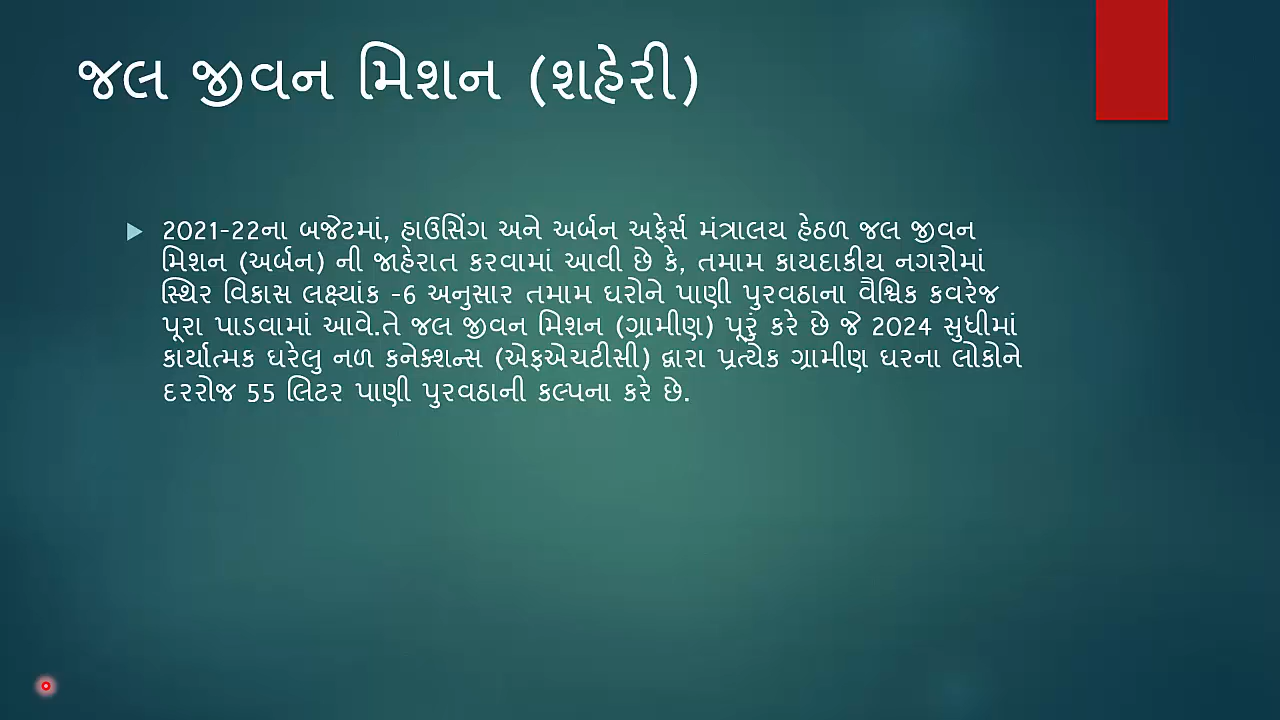 જલ જીવન મિશન (શહેરી)
2021-22ના બજેટમાં, હાઉસિંગ અને અર્બન અફેર્સ મંત્રાલય હેઠળ જલ જીવન
મિશન (અર્બન) ની જાહેરાત કરવામાં આવી છે કે, તમામ કાયદાકીય નગરોમાં
સ્થિર વિકાસ લક્ષ્યાંક -6 અનુસાર તમામ ઘરોને પાણી પુરવઠાના વૈશ્વિક કવરેજ
પૂરા પાડવામાં આવે.તે જલ જીવન મિશન (ગ્રામીણ) પૂરું કરે છે જે 2024 સુધીમાં
કાર્યાત્મક ઘરેલુ નળ કનેક્શન્સ (એફએચટીસી) દ્વારા પ્રત્યેક ગ્રામીણ ઘરના લોકોને
દરરોજ 55 લિટર પાણી પુરવઠાની કલ્પના કરે છે.